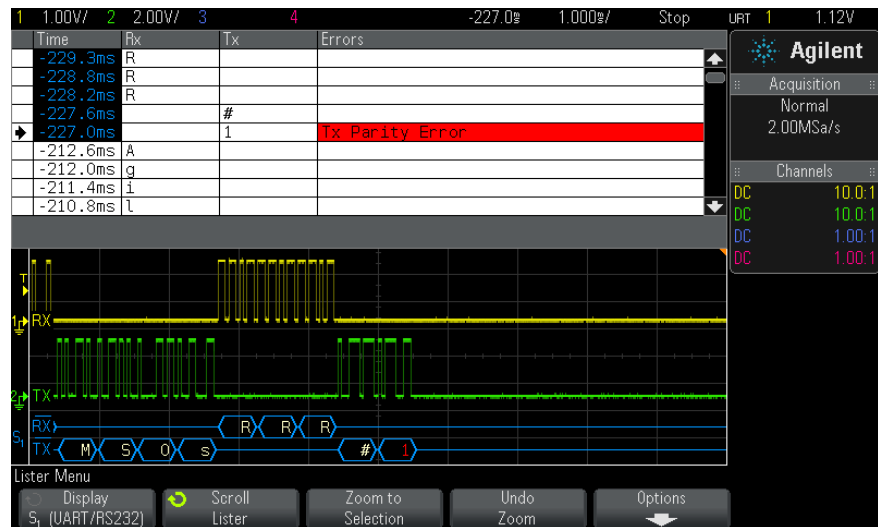 1 1.00V/ 2 2.00V/ 3 4 -227.0ms 1.000ms/ Stop URT 1 1.12V
Time Rx Tx Errors
-229.3ms R
-228.8ms R
-228.2ms R
-227.6ms #
-227.0ms 1 Tx Parity Error
-212.6ms A
-212.0ms g
-211.4ms i
-210.8ms l
Agilent
Acquisition
Normal
2.00MSa/s
Channels
DC 10.0:1
DC 10.0:1
DC 1.00:1
DC 1.00:1
T
1 RX
2 TX
S1 RX R R R
TX M S O s # 1
Lister Menu
Display
S1 (UART/RS232)
Scroll
Lister
Zoom to
Selection
Undo
Zoom
Options